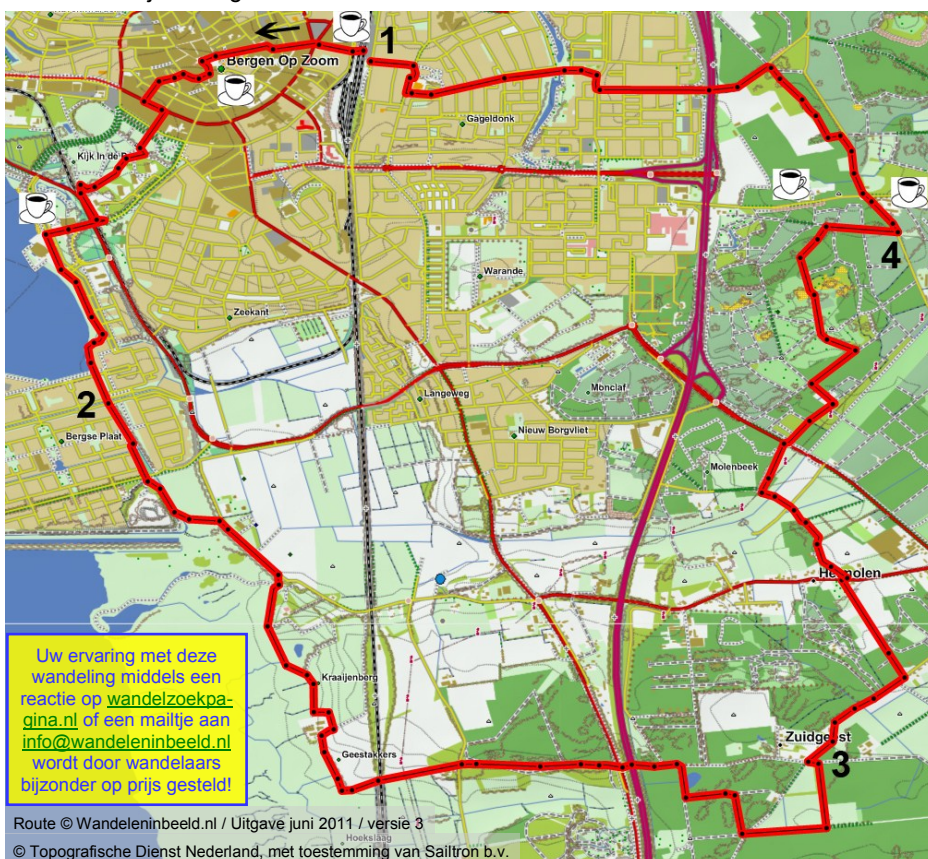 1
Bergen Op Zoom
Gageldonk
Kijk In de P
4
Warande
Zeekant
2
Langeweg
Monclaf
Bergse Plaat
Nieuw Borgvliet
Molenbeek
Uw ervaring met deze
wandeling middels een
reactie op wandelzoekpa-
gina.nl of een mailtje aan
info@wandeleninbeeld.nl
wordt door wandelaars
bijzonder op prijs gesteld!
Kraaijenberg
Zuidgeest
3
Geestakkers
Route © Wandeleninbeeld.nl / Uitgave juni 2011 / versie 3
Hoekslaag
© Topografische Dienst Nederland, met toestemming van Sailtron b.v.